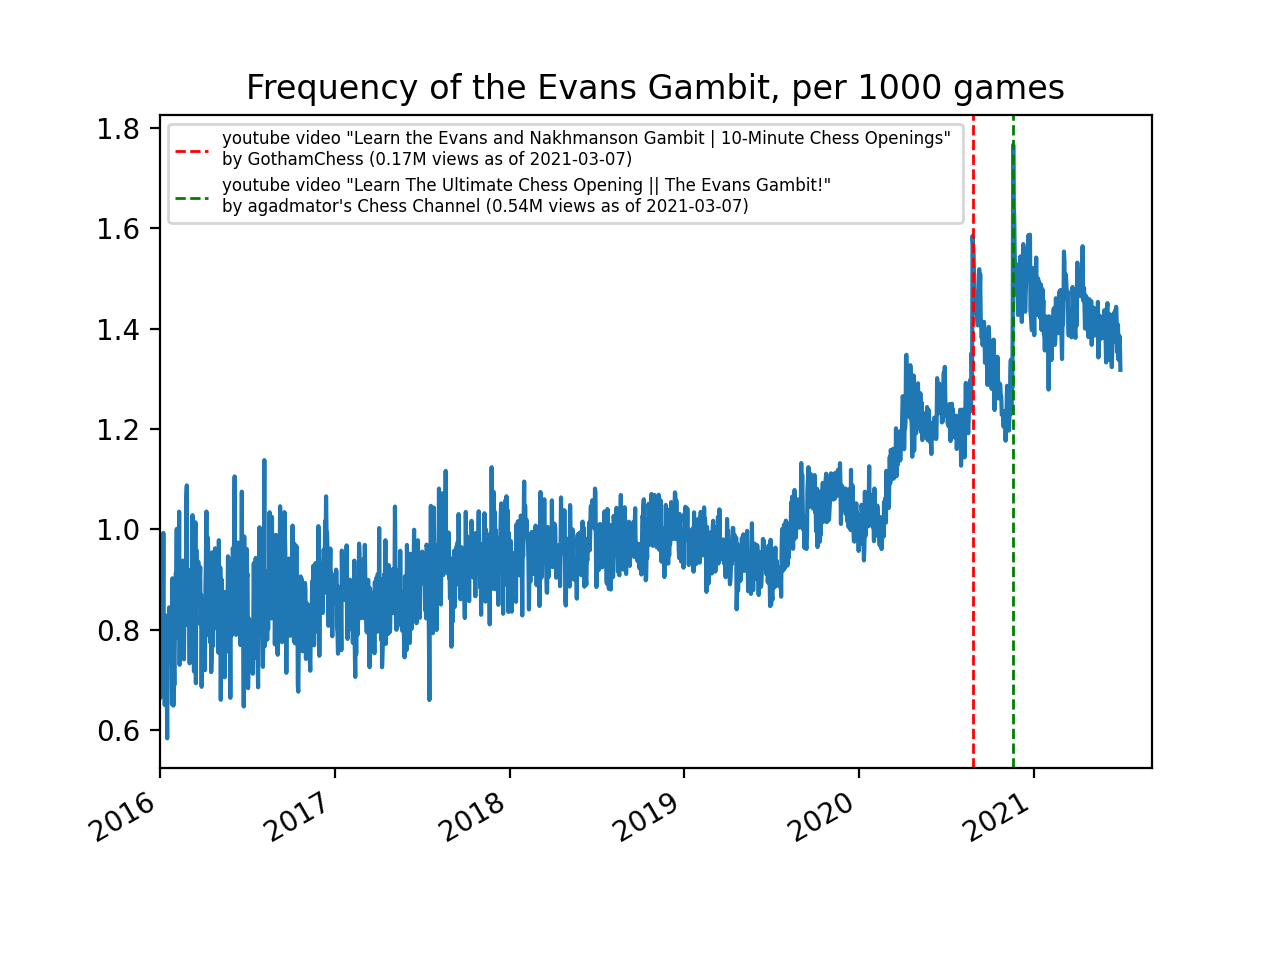 Frequency of the Evans Gambit, per 1000 games
youtube video "Learn the Evans and Nakhmanson Gambit | 10-Minute Chess Openings"
by GothamChess (0.17M views as of 2021-03-07)
youtube video "Learn The Ultimate Chess Opening || The Evans Gambit!"
by agadmator's Chess Channel (0.54M views as of 2021-03-07)
1.8
1.6
1.4
1.2
1.0
0.8
0.6
2016
2017
2018
2019
2020
2021